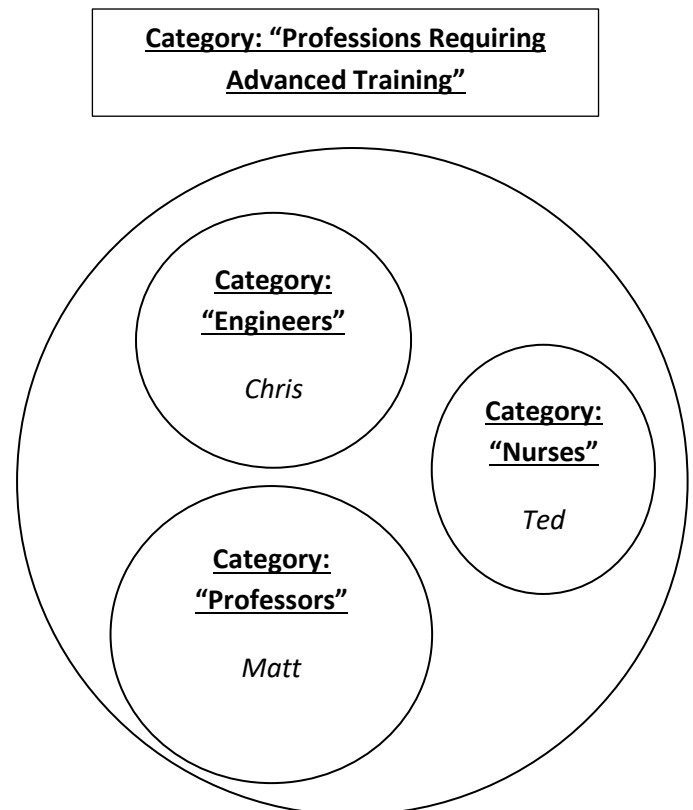 Category: “Professions Requiring
Advanced Training”
Category:
“Engineers”
Chris
Category:
“Nurses”
Ted
Category:
“Professors”
Matt